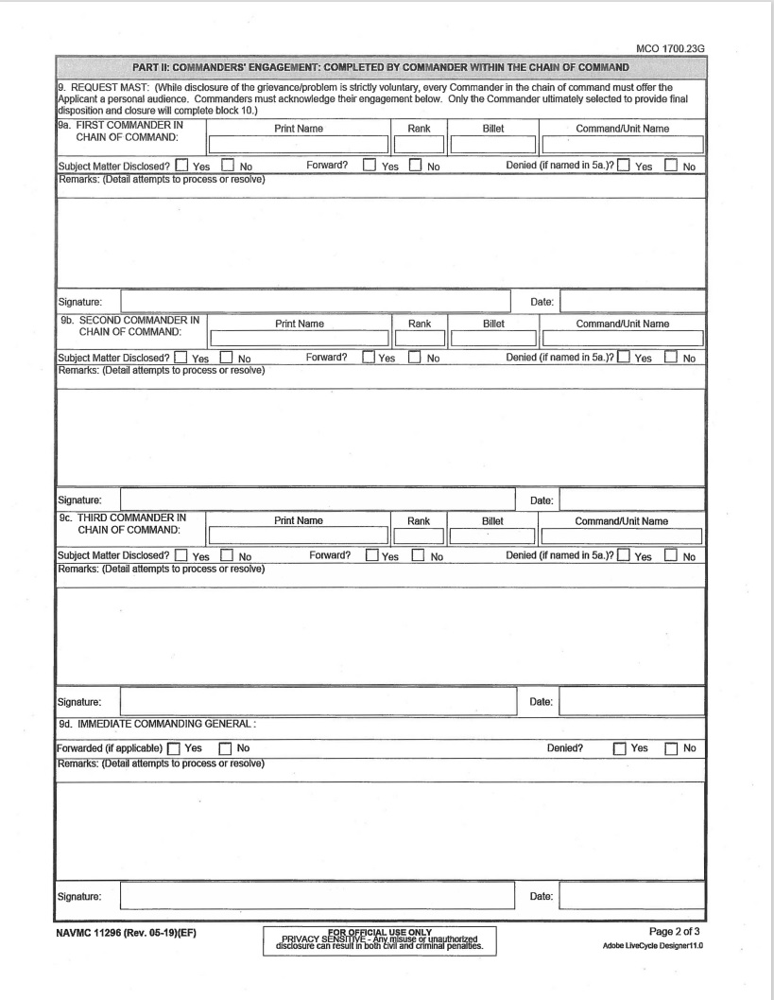 MCO 1700.23G
PART II: COMMANDERS' ENGAGEMENT: COMPLETED BY COMMANDER WITHIN THE CHAIN OF COMMAND
9. REQUEST MAST: (While disclosure of the grievance/problem is strictly voluntary, every Commander in the chain of command must offer the
Applicant a personal audience. Commanders must acknowledge their engagement below. Only the Commander ultimately selected to provide final
disposition and closure will complete block 10.)
9a. FIRST COMMANDER IN
CHAIN OF COMMAND:
Print Name Rank Billet Command/Unit Name
Subject Matter Disclosed? Yes No Forward? Yes No Denied (if named in 5a.)? Yes No
Remarks: (Detail attempts to process or resolve)
Signature: Date:
9b. SECOND COMMANDER IN
CHAIN OF COMMAND:
Print Name Rank Billet Command/Unit Name
Subject Matter Disclosed? Yes No Forward? Yes No Denied (if named in 5a.)? Yes No
Remarks: (Detail attempts to process or resolve)
Signature: Date:
9c. THIRD COMMANDER IN
CHAIN OF COMMAND:
Print Name Rank Billet Command/Unit Name
Subject Matter Disclosed? Yes No Forward? Yes No Denied (if named in 5a.)? Yes No
Remarks: (Detail attempts to process or resolve)
Signature: Date:
9d. IMMEDIATE COMMANDING GENERAL :
Forwarded (if applicable) Yes No Denied? Yes No
Remarks: (Detail attempts to process or resolve)
Signature: Date:
NAVMC 11296 (Rev. 05-19)(EF)
FOR OFFICIAL USE ONLY
PRIVACY SENSITIVE - Any misuse or unauthorized
disclosure can result in both civil and criminal penalties.
Page 2 of 3
Adobe LiveCycle Designer11.0